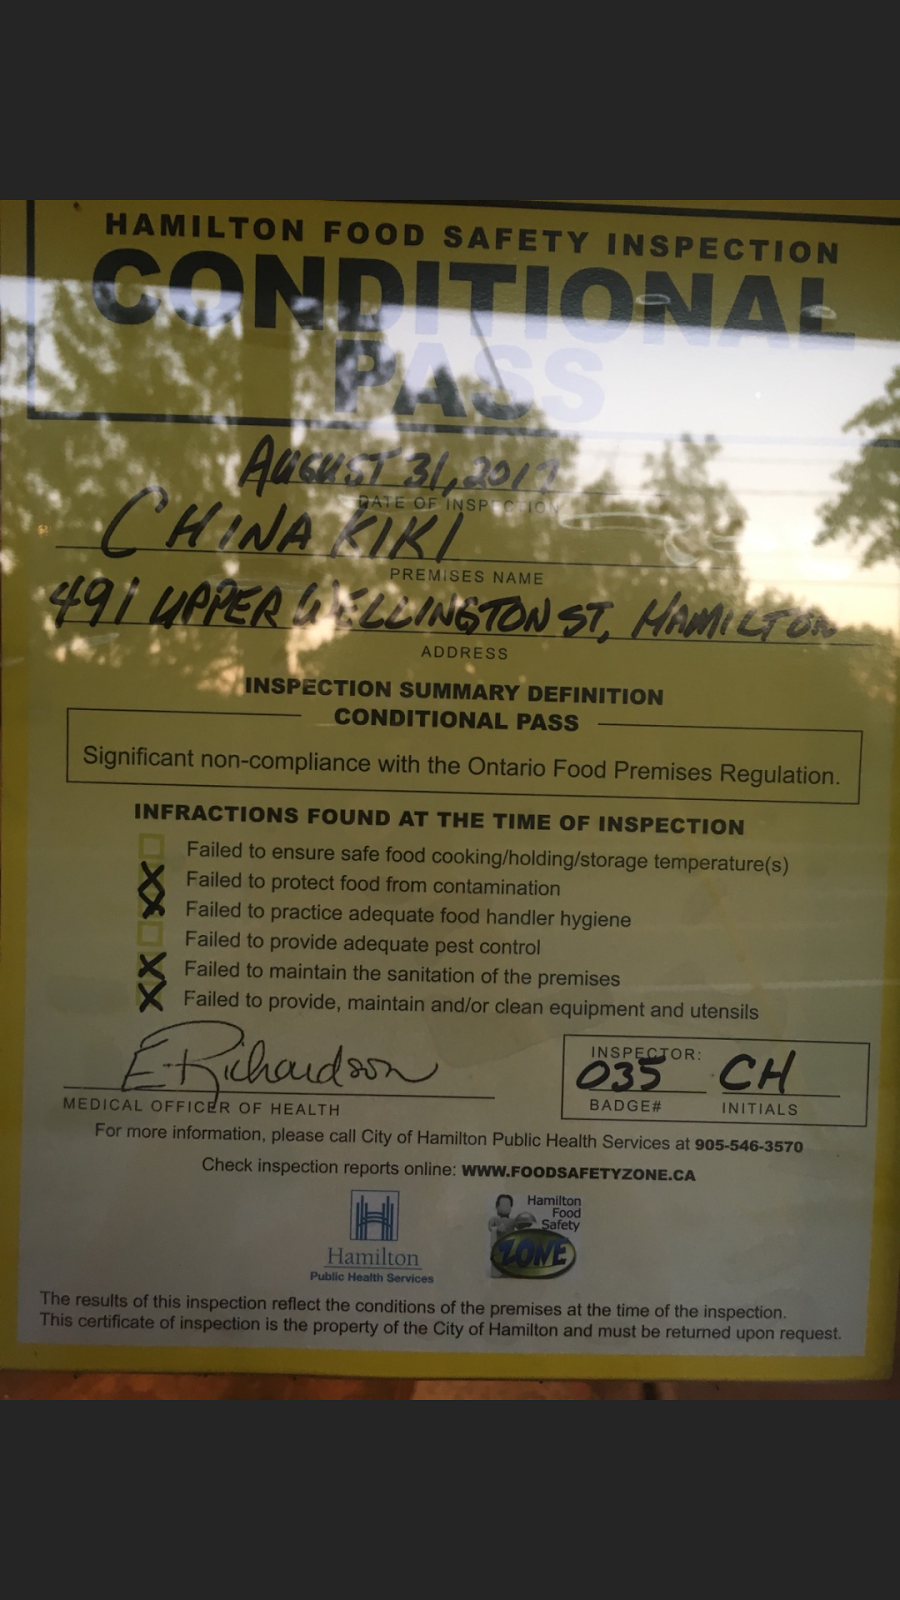 HAMILTON FOOD SAFETY INSPECTION
CONDITIONAL
PASS
AUGUST 31, 2017
DATE OF INSPECTION
CHINA KIKI
PREMISES NAME
491 UPPER WELLINGTON ST, HAMILTON
ADDRESS
INSPECTION SUMMARY DEFINITION
CONDITIONAL PASS
Significant non-compliance with the Ontario Food Premises Regulation.
INFRACTIONS FOUND AT THE TIME OF INSPECTION
Failed to ensure safe food cooking/holding/storage temperature(s)
X Failed to protect food from contamination
X Failed to practice adequate food handler hygiene
Failed to provide adequate pest control
X Failed to maintain the sanitation of the premises
X Failed to provide, maintain and/or clean equipment and utensils
E. Richardson
MEDICAL OFFICER OF HEALTH
INSPECTOR:
035 CH
BADGE# INITIALS
For more information, please call City of Hamilton Public Health Services at 905-546-3570
Check inspection reports online: WWW.FOODSAFETYZONE.CA
Hamilton
Public Health Services
Hamilton
Food
Safety
ZONE
The results of this inspection reflect the conditions of the premises at the time of the inspection.
This certificate of inspection is the property of the City of Hamilton and must be returned upon request.